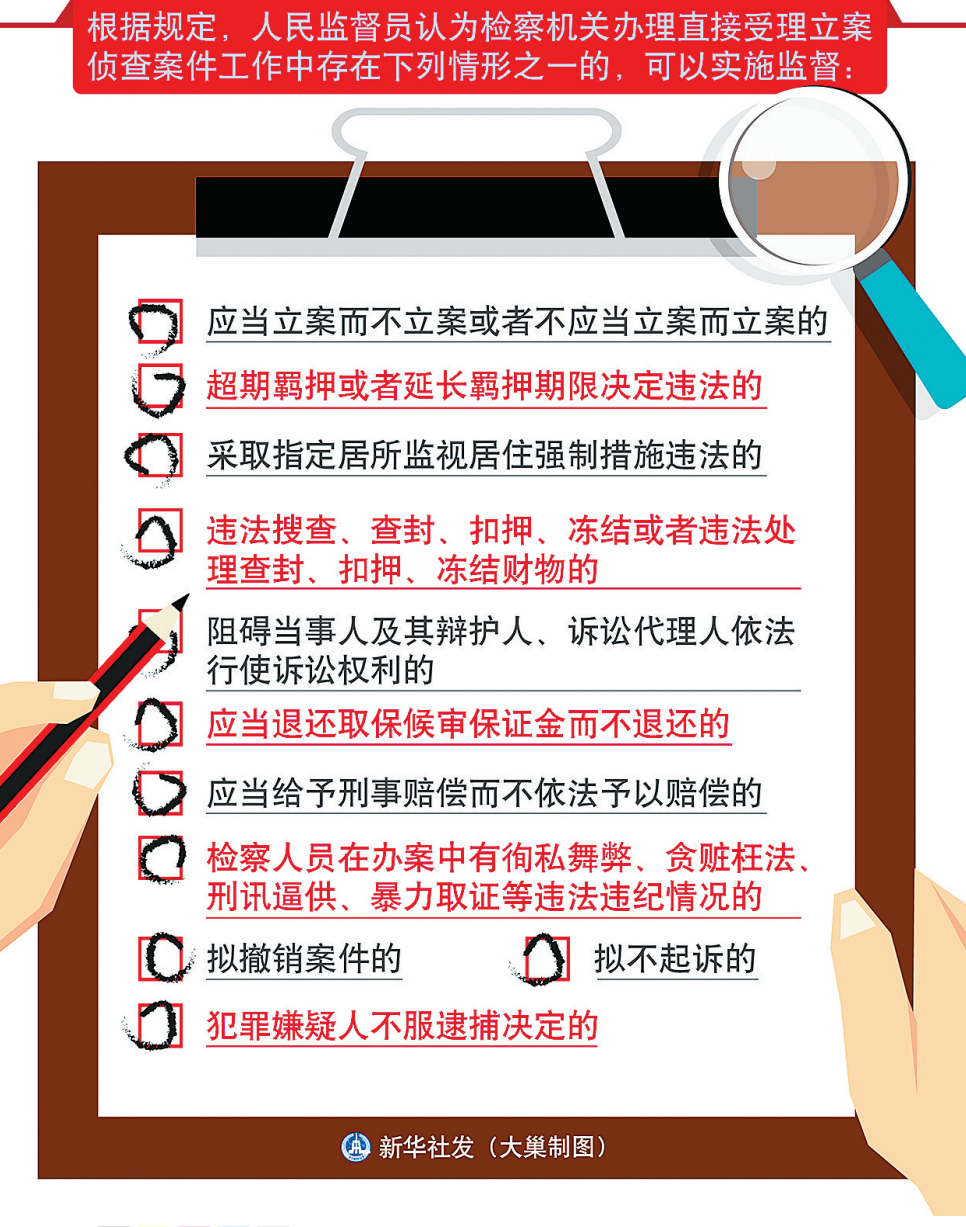 根据规定，人民监督员认为检察机关办理直接受理立案
侦查案件工作中存在下列情形之一的，可以实施监督：
应当立案而不立案或者不应当立案而立案的
超期羁押或者延长羁押期限决定违法的
采取指定居所监视居住强制措施违法的
违法搜查、查封、扣押、冻结或者违法处
理查封、扣押、冻结财物的
阻碍当事人及其辩护人、诉讼代理人依法
行使诉讼权利的
应当退还取保候审保证金而不退还的
应当给予刑事赔偿而不依法予以赔偿的
检察人员在办案中有徇私舞弊、贪赃枉法、
刑讯逼供、暴力取证等违法违纪情况的
拟撤销案件的 拟不起诉的
犯罪嫌疑人不服逮捕决定的
新华社发（大巢制图）